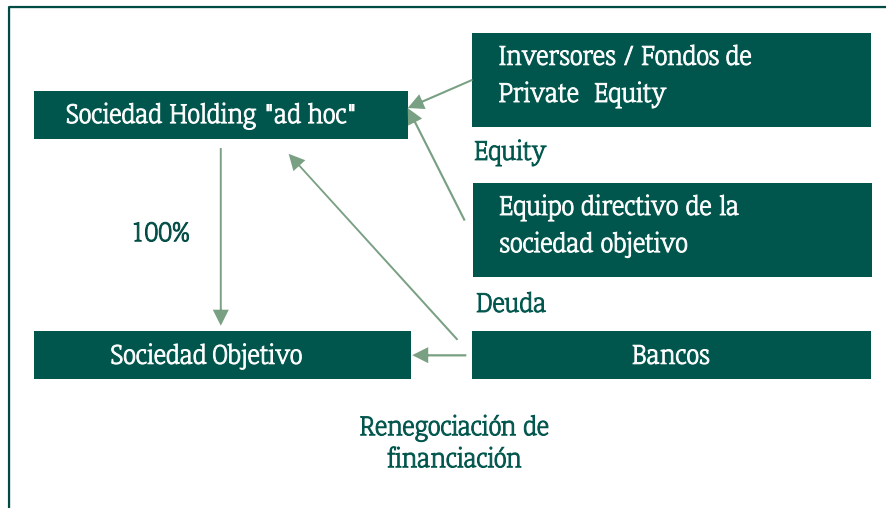 Inversores / Fondos de
Private Equity
Sociedad Holding "ad hoc"
Equity
Equipo directivo de la
sociedad objetivo
100%
Deuda
Sociedad Objetivo
Bancos
Renegociación de
financiación